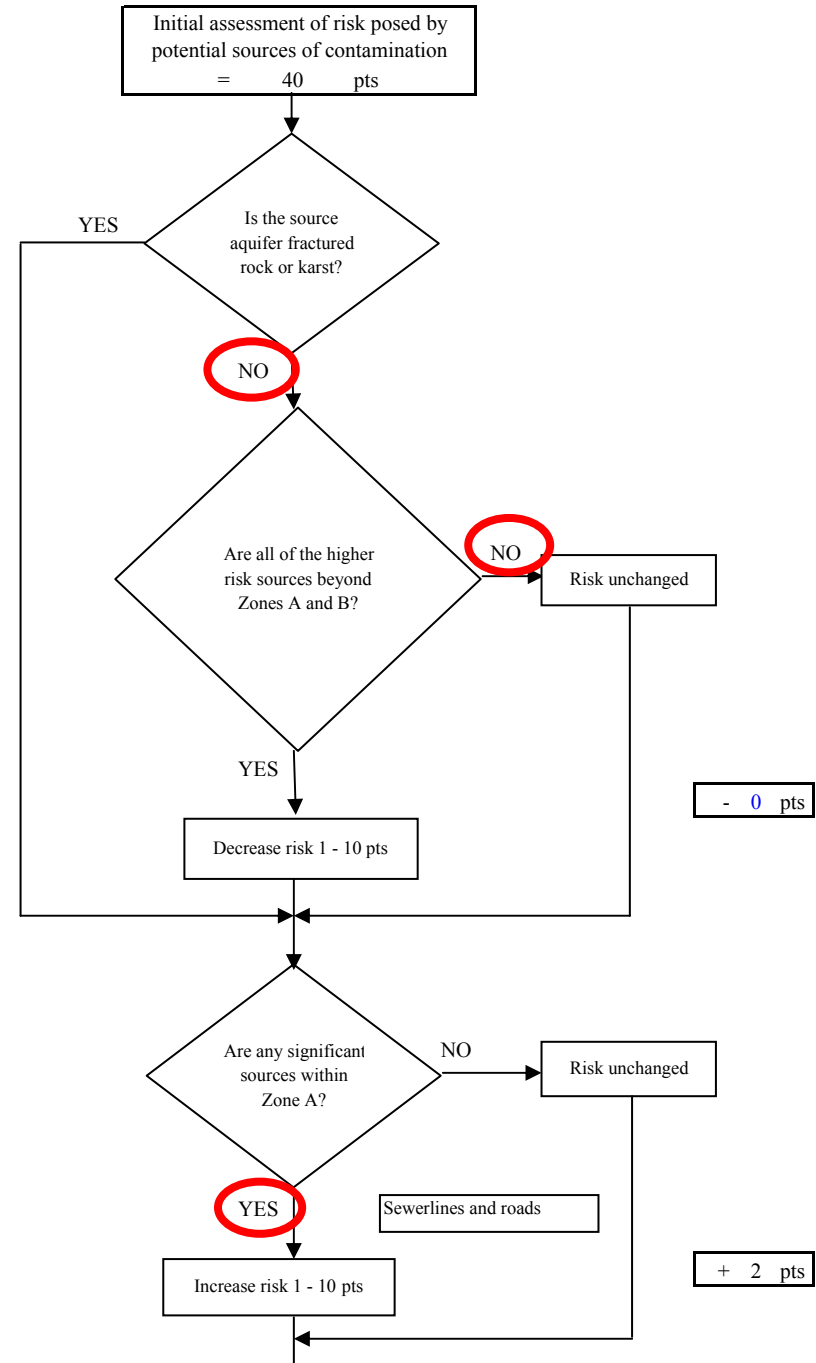 Initial assessment of risk posed by
potential sources of contamination
= 40 pts
YES
Is the source
aquifer fractured
rock or karst?
NO
Are all of the higher
risk sources beyond
Zones A and B?
NO
Risk unchanged
YES
- 0 pts
Decrease risk 1 - 10 pts
Are any significant
sources within
Zone A?
NO
Risk unchanged
YES
Sewerlines and roads
+ 2 pts
Increase risk 1 - 10 pts